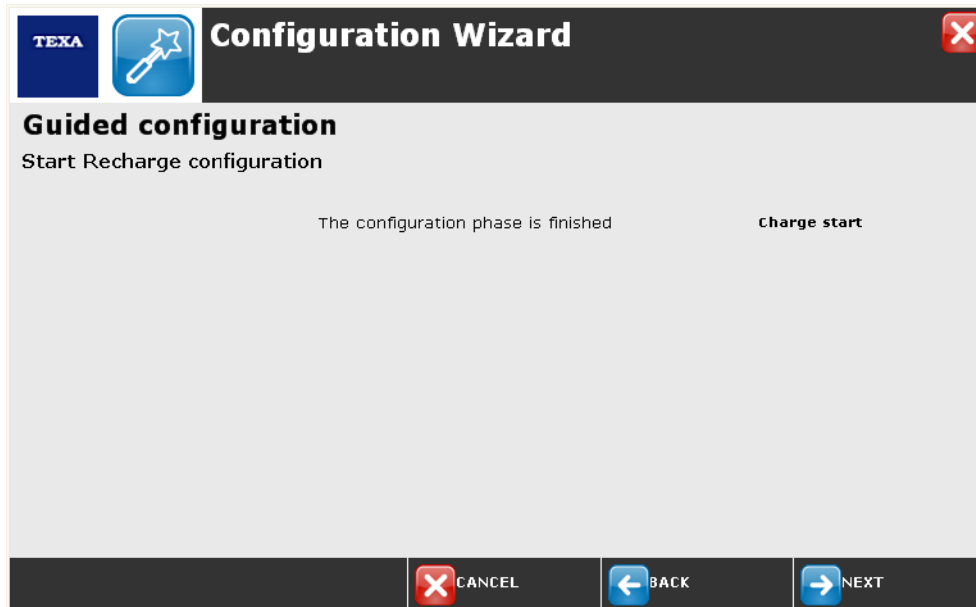 TEXA
Configuration Wizard
Guided configuration
Start Recharge configuration
The configuration phase is finished Charge start
CANCEL BACK NEXT